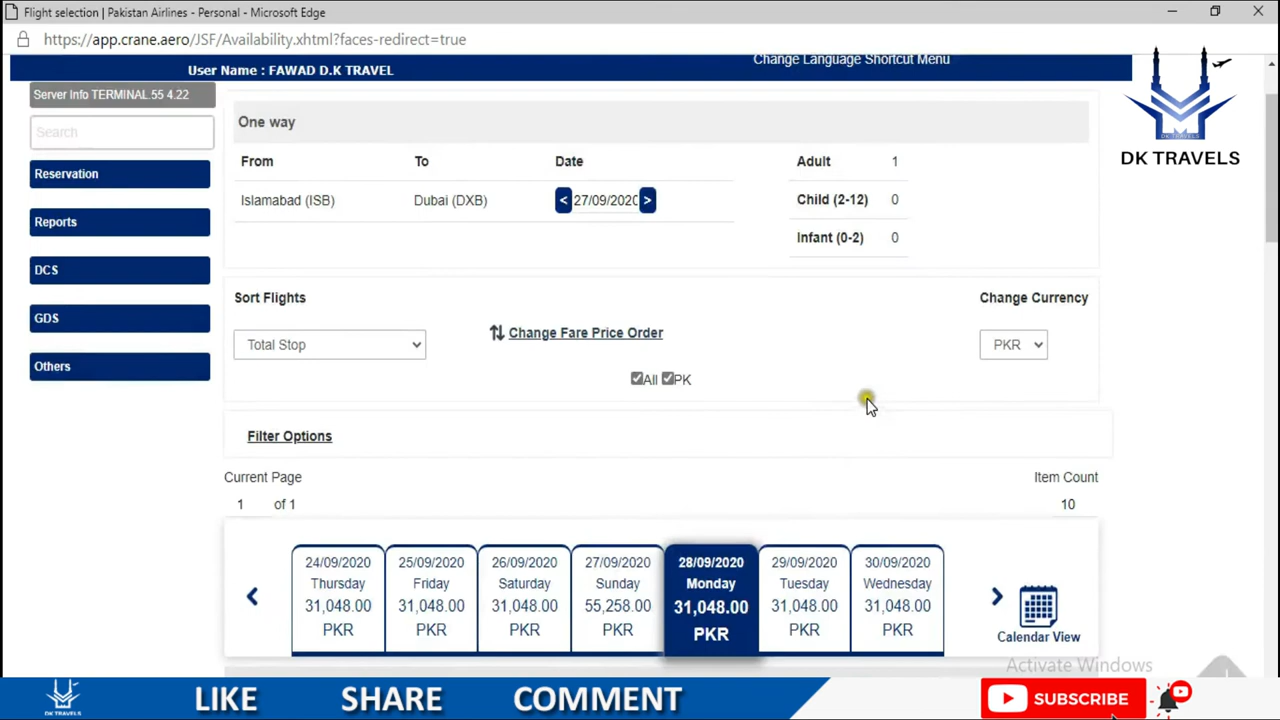 Flight selection | Pakistan Airlines - Personal - Microsoft Edge
https://app.crane.aero/JSF/Availability.xhtml?faces-redirect=true
User Name : FAWAD D.K TRAVEL
Change Language Shortcut Menu
DK TRAVELS
Server Info TERMINAL.55 4.22
Search
Reservation
Reports
DCS
GDS
Others
One way
From To Date Adult 1
Islamabad (ISB) Dubai (DXB) < 27/09/2020 > Child (2-12) 0
Infant (0-2) 0
Sort Flights Change Currency
Total Stop Change Fare Price Order PKR
All PK
Filter Options
Current Page Item Count
1 of 1 10
24/09/2020 25/09/2020 26/09/2020 27/09/2020 28/09/2020 29/09/2020 30/09/2020
Thursday Friday Saturday Sunday Monday Tuesday Wednesday
31,048.00 31,048.00 31,048.00 55,258.00 31,048.00 31,048.00 31,048.00
PKR PKR PKR PKR PKR PKR PKR
Calendar View
Activate Windows
LIKE SHARE COMMENT SUBSCRIBE